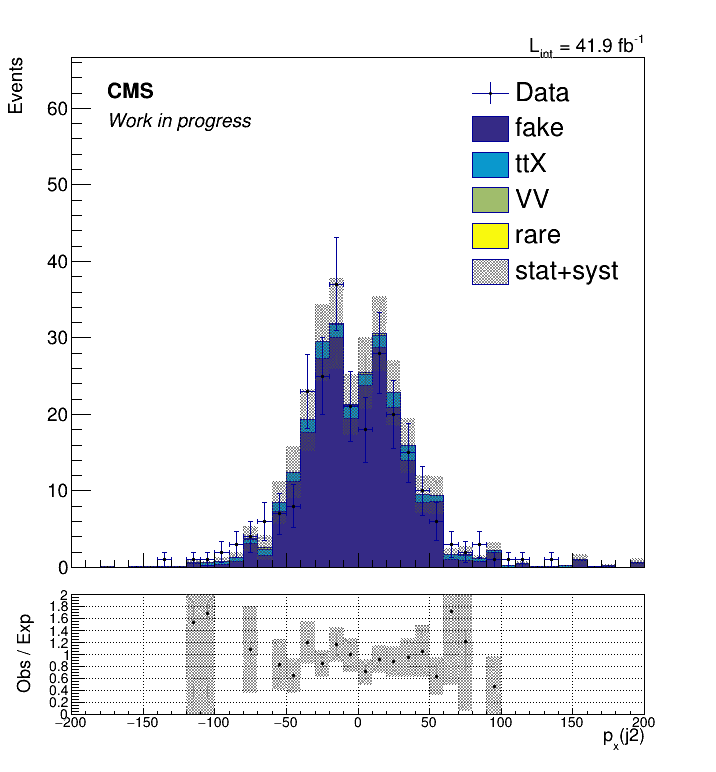 L_int = 41.9 fb^-1
Events
CMS
Work in progress
Data
fake
ttX
VV
rare
stat+syst
60
50
40
30
20
10
0
Obs / Exp
2
1.8
1.6
1.4
1.2
1
0.8
0.6
0.4
0.2
0
−200 −150 −100 −50 0 50 100 150 200
p_x(j2)